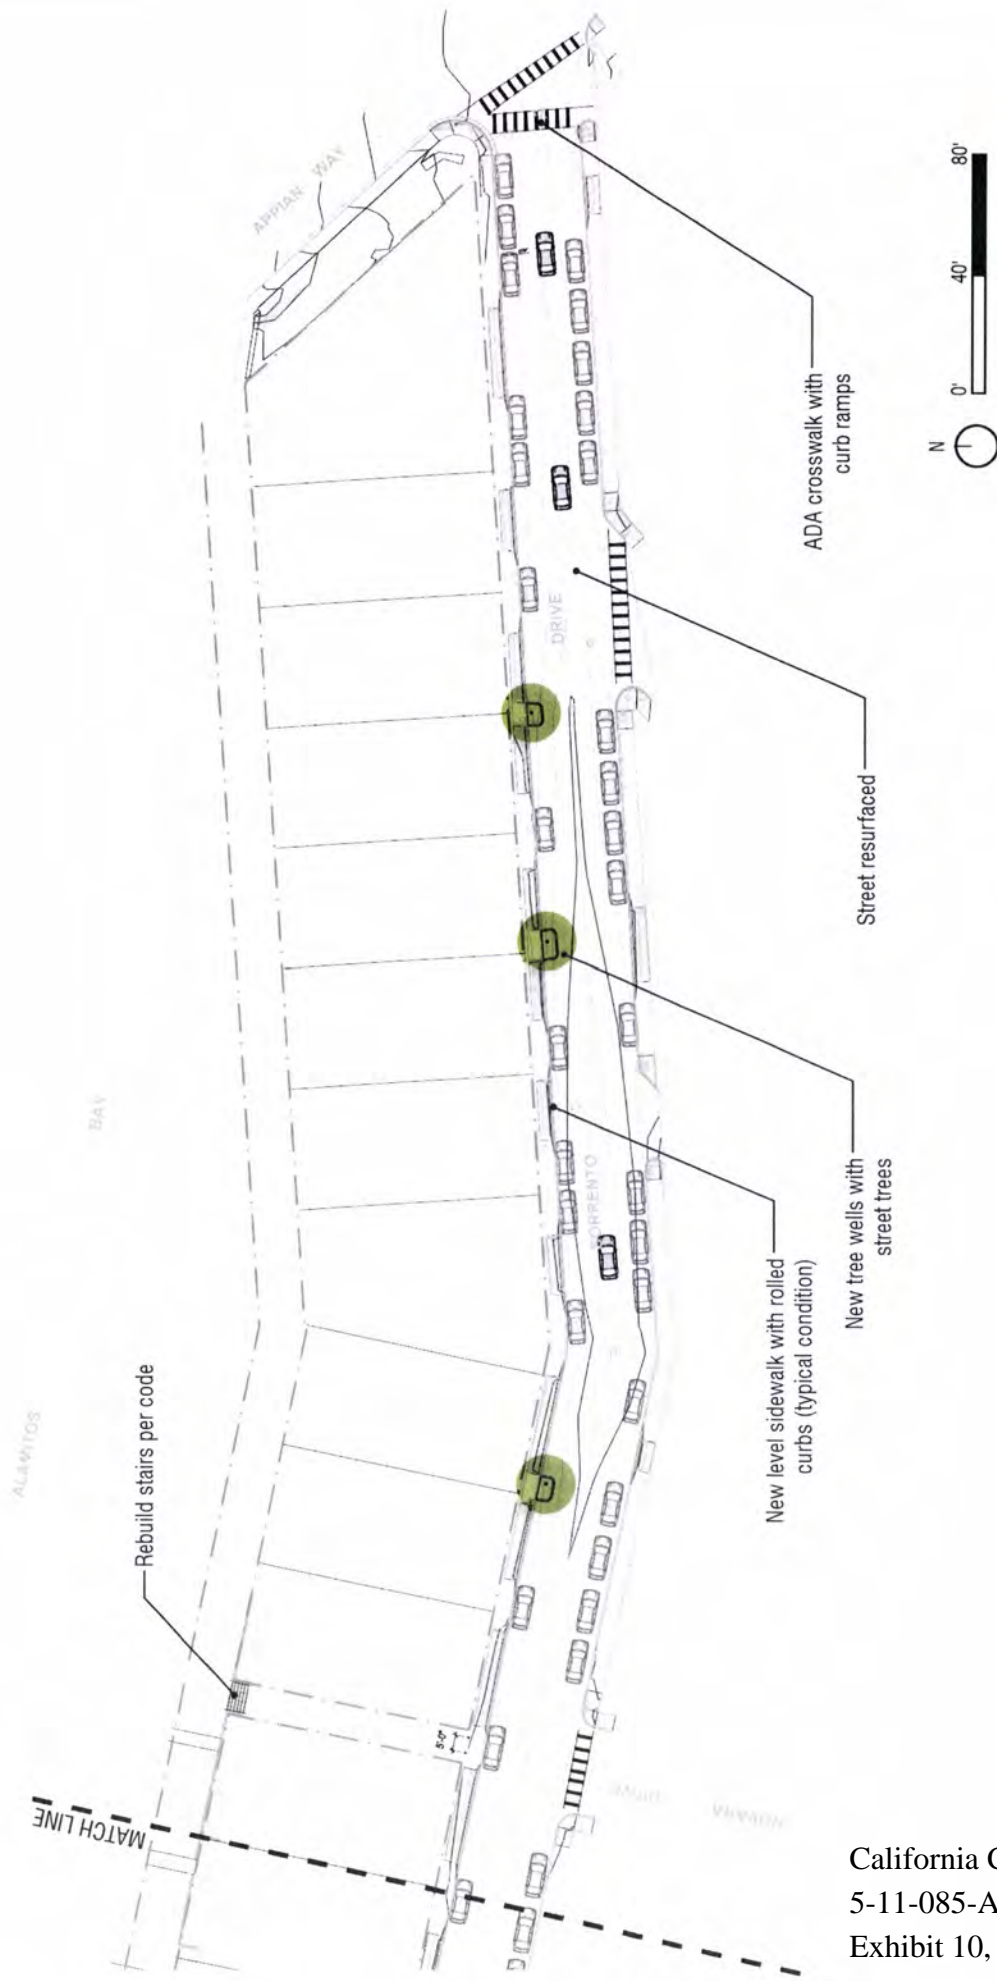 APPIAN WAY
BAY
ALAMITOS
Rebuild stairs per code
MATCH LINE
5'-0"
DRIVE
ADA crosswalk with
curb ramps
Street resurfaced
New tree wells with
street trees
New level sidewalk with rolled
curbs (typical condition)
N
0'
40'
80'
California C
5-11-085-A
Exhibit 10,